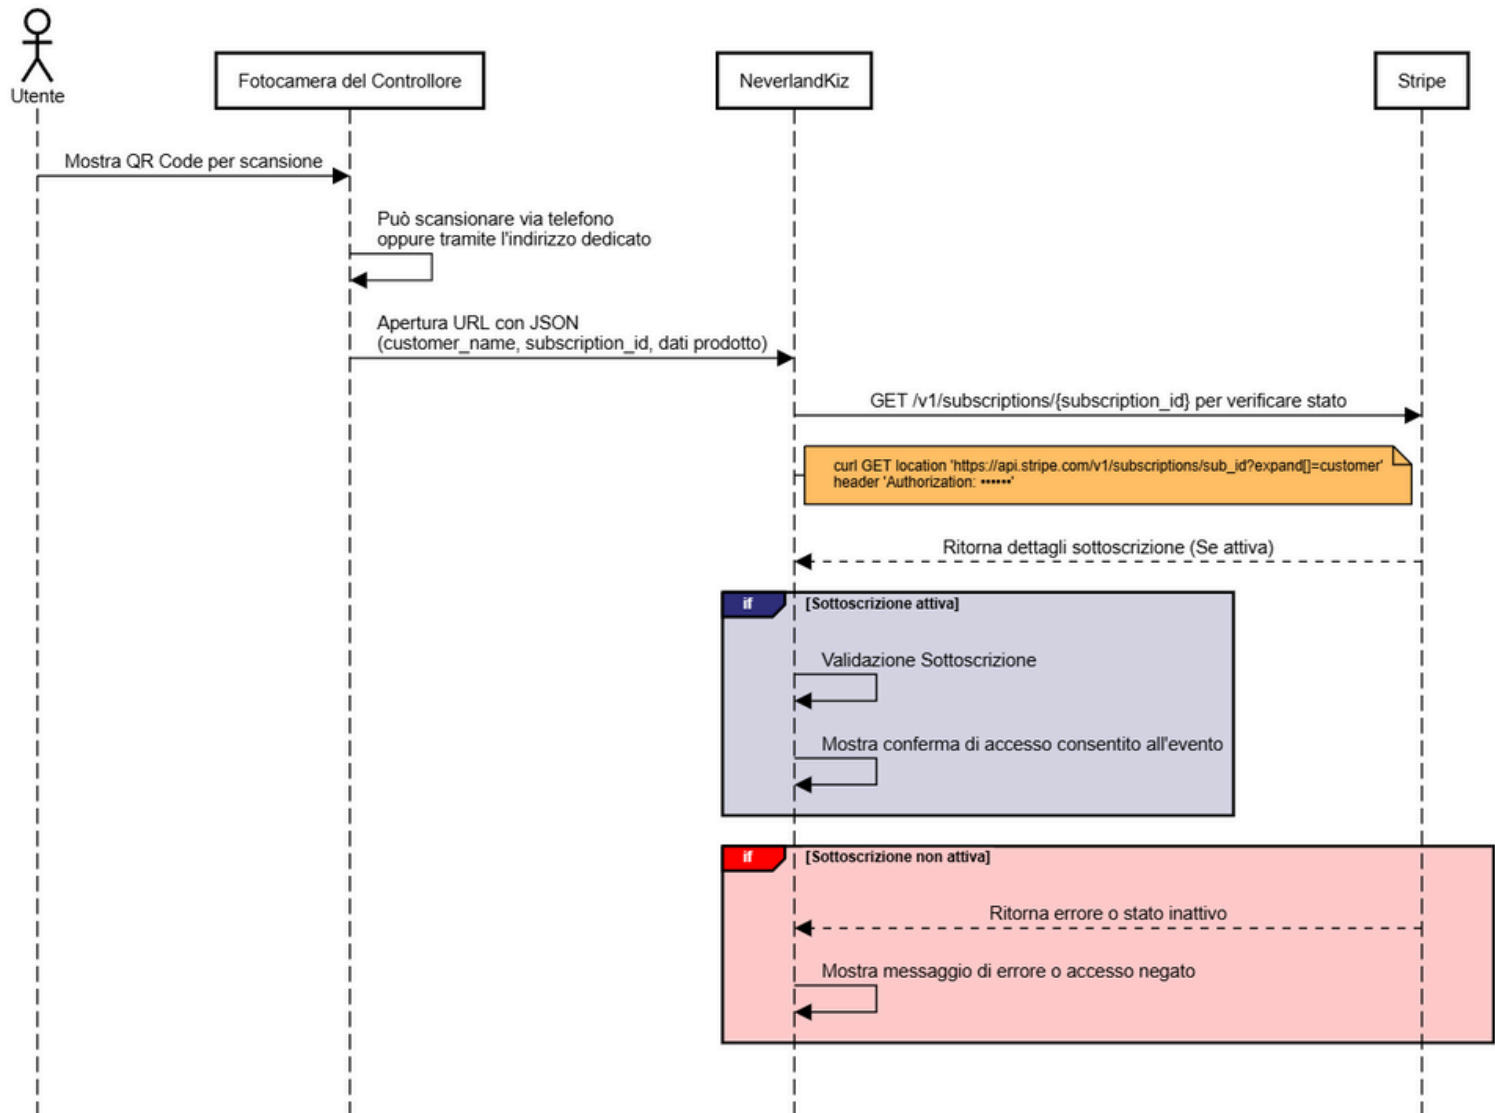 Utente
Fotocamera del Controllore
NeverlandKiz
Stripe
Mostra QR Code per scansione
Può scansionare via telefono
oppure tramite l'indirizzo dedicato
Apertura URL con JSON
(customer_name, subscription_id, dati prodotto)
GET /v1/subscriptions/{subscription_id} per verificare stato
curl GET location 'https://api.stripe.com/v1/subscriptions/sub_id?expand[]=customer'
header 'Authorization: ••••••'
Ritorna dettagli sottoscrizione (Se attiva)
if [Sottoscrizione attiva]
Validazione Sottoscrizione
Mostra conferma di accesso consentito all'evento
if [Sottoscrizione non attiva]
Ritorna errore o stato inattivo
Mostra messaggio di errore o accesso negato